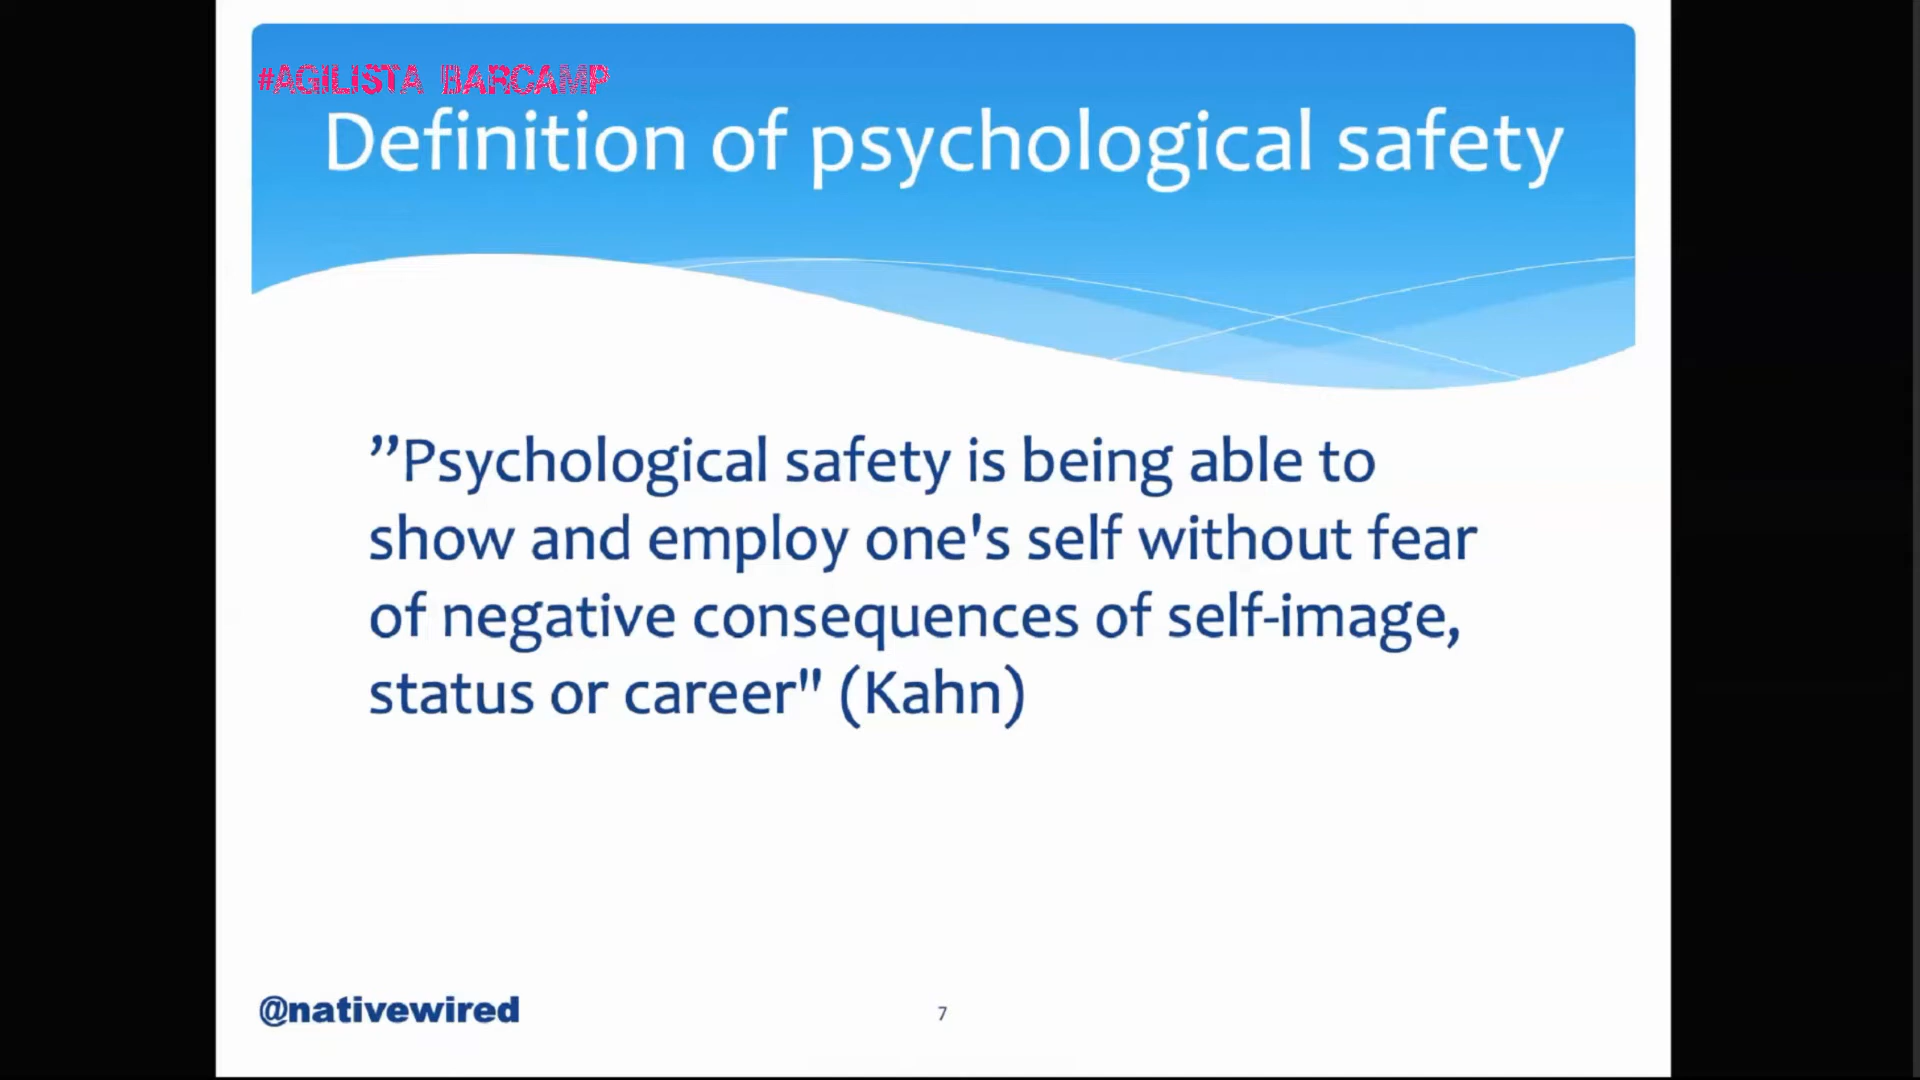 #AGILISTA BARCAMP
Definition of psychological safety
”Psychological safety is being able to
show and employ one's self without fear
of negative consequences of self-image,
status or career" (Kahn)
@nativewired
7